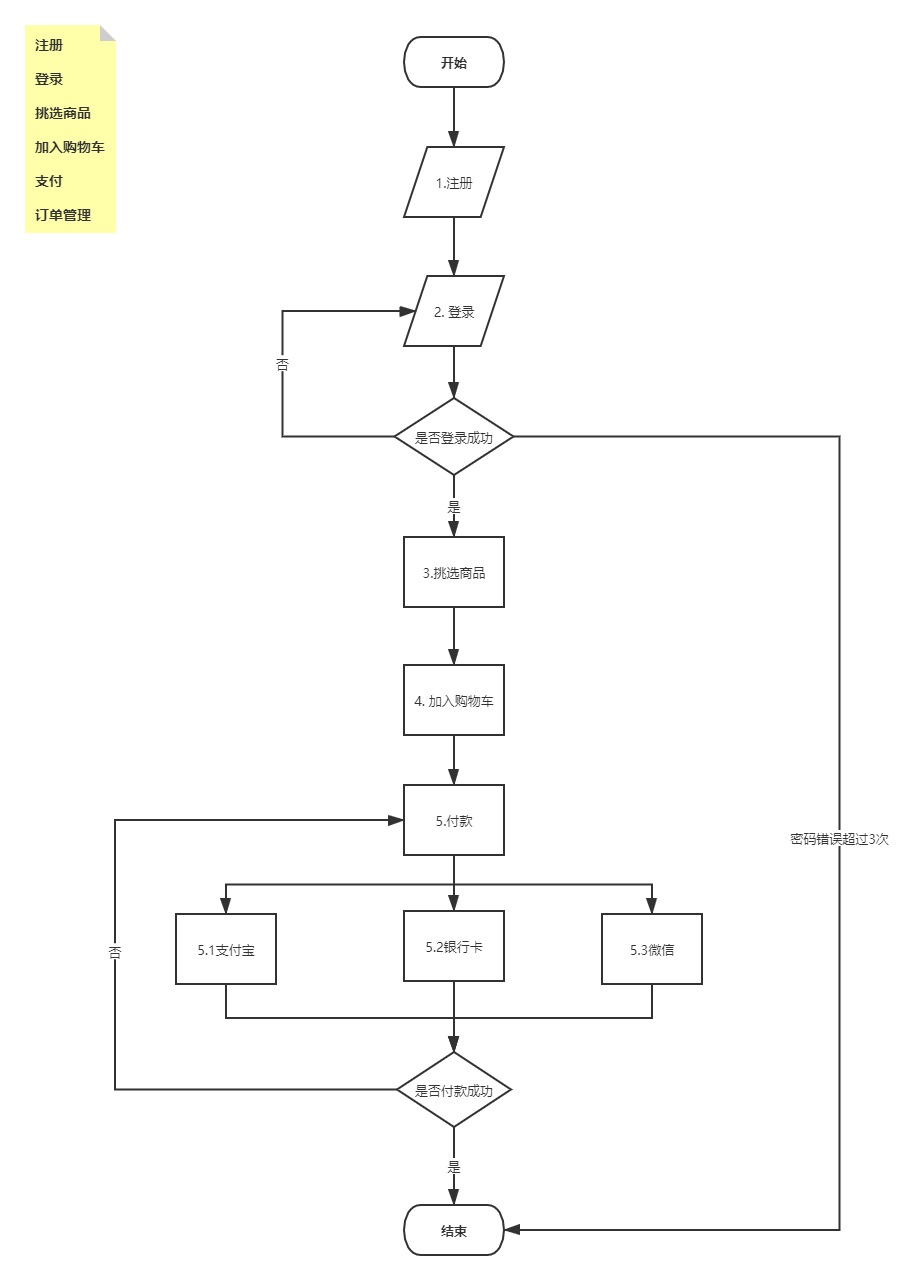 注册
登录
挑选商品
加入购物车
支付
订单管理
开始
1.注册
2. 登录
否
是否登录成功
是
3.挑选商品
4. 加入购物车
5.付款
密码错误超过3次
5.1支付宝
5.2银行卡
5.3微信
否
是否付款成功
是
结束